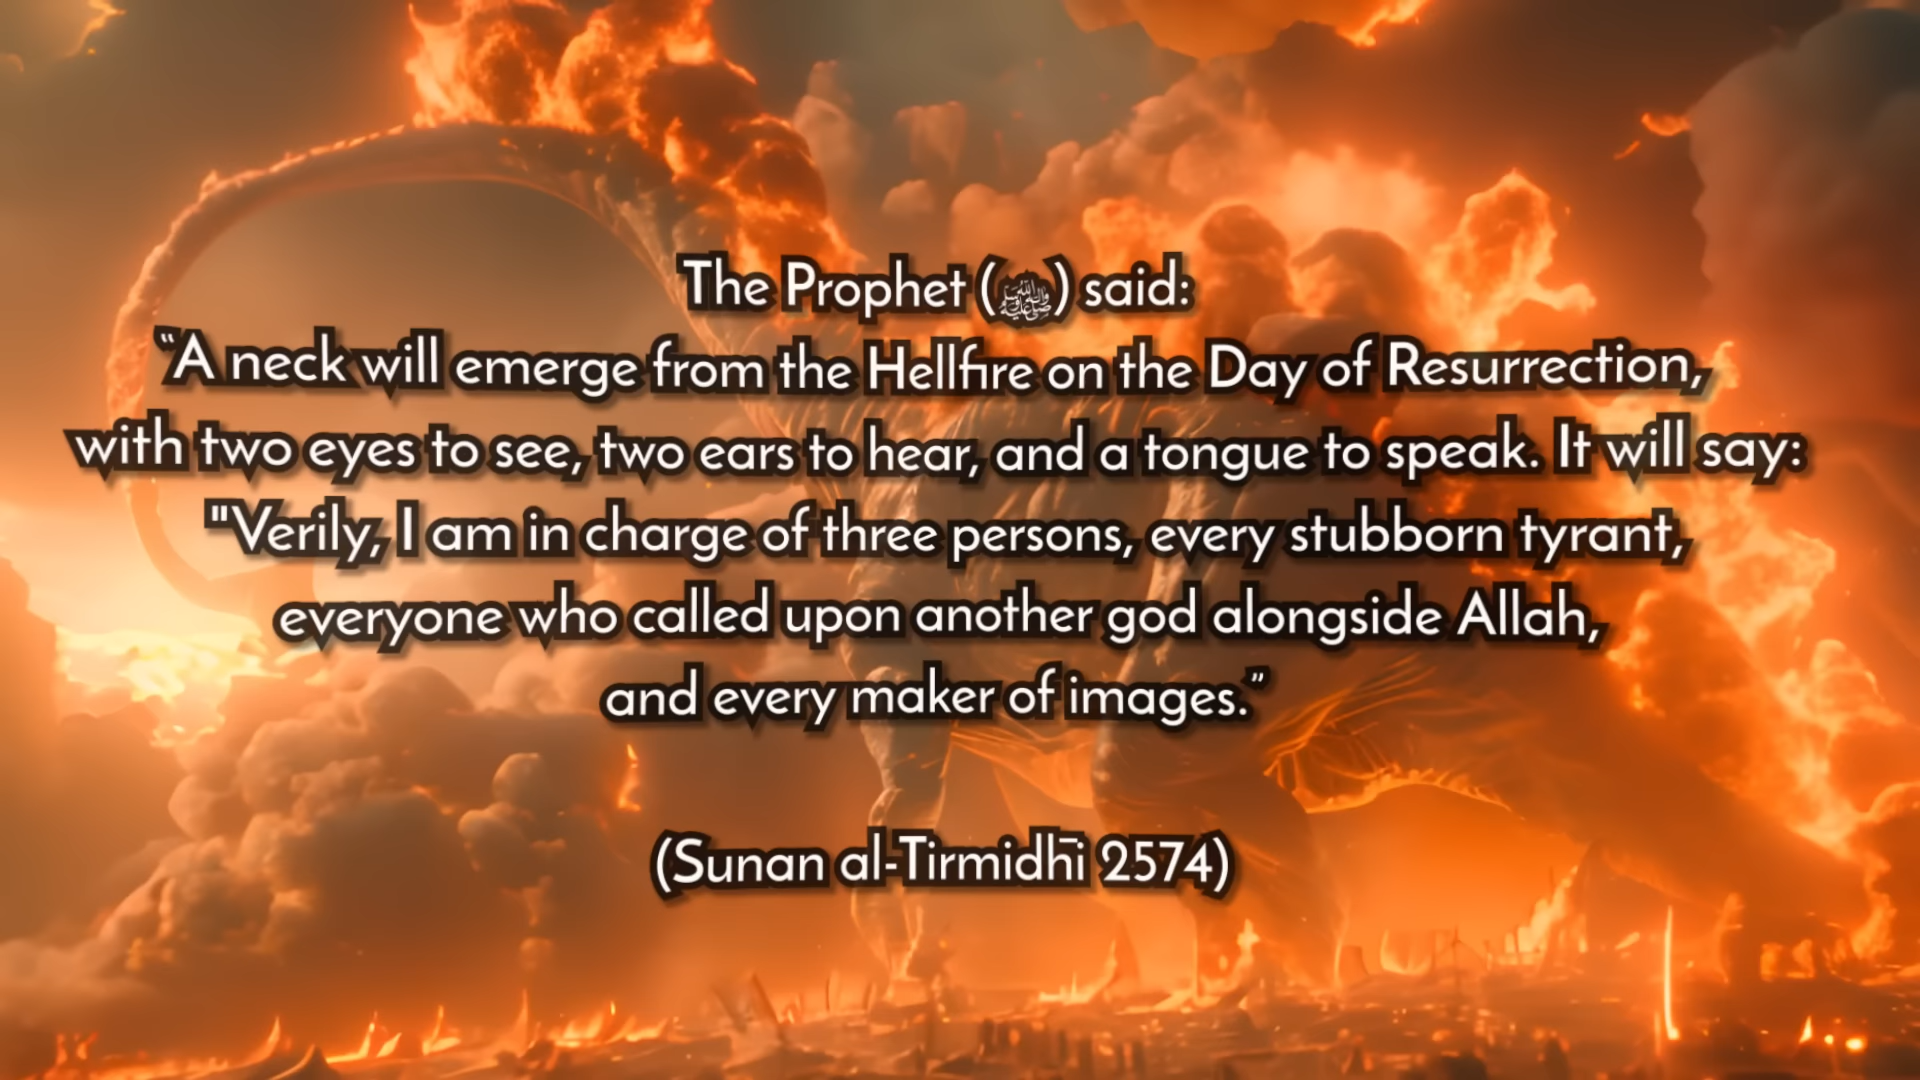 The Prophet (ﷺ) said:
“A neck will emerge from the Hellfire on the Day of Resurrection,
with two eyes to see, two ears to hear, and a tongue to speak. It will say:
"Verily, I am in charge of three persons, every stubborn tyrant,
everyone who called upon another god alongside Allah,
and every maker of images.”
(Sunan al-Tirmidhī 2574)